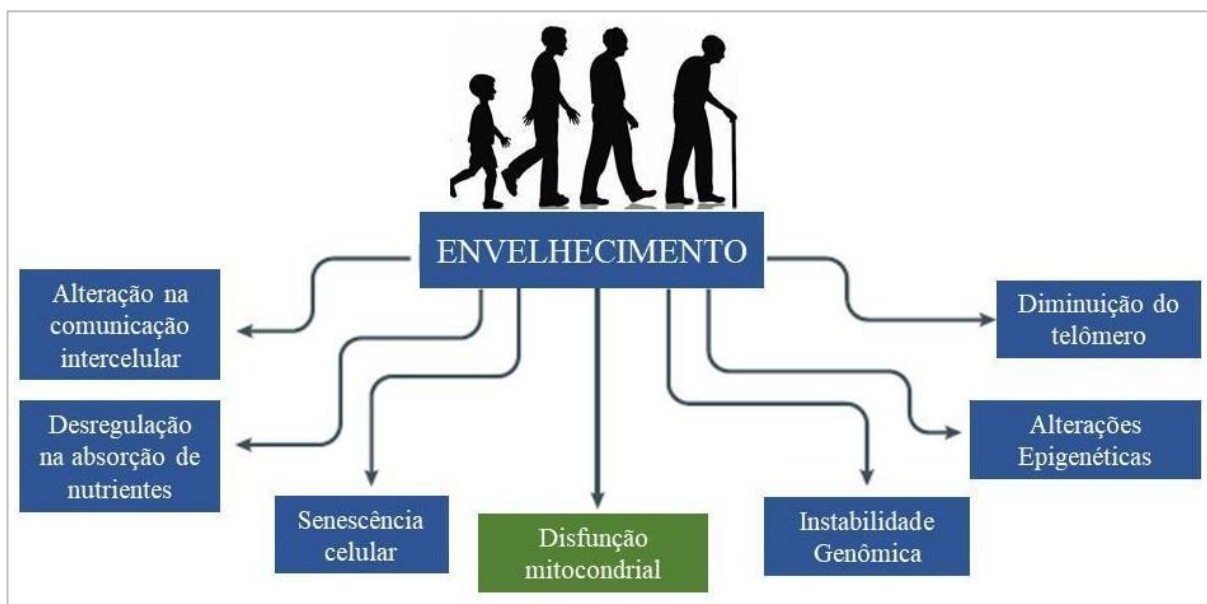 ENVELHECIMENTO
Alteração na
comunicação
intercelular
Diminuição do
telômero
Desregulação
na absorção de
nutrientes
Alterações
Epigenéticas
Senescência
celular
Disfunção
mitocondrial
Instabilidade
Genômica